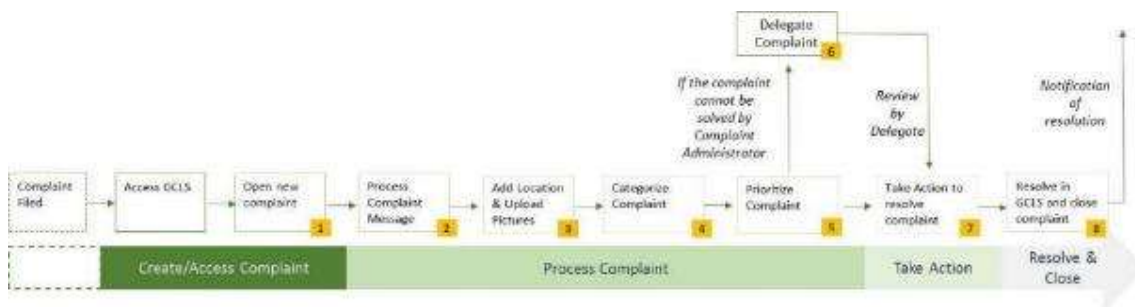 Delegate
Complaint
6
If the complaint
cannot be
solved by
Complaint
Administrator
Review
by
Delegate
Notification
of
resolution
Complaint
Filed
Access GCLS
Open new
complaint
1
Process
Complaint
Message
2
Add Location
& Upload
Pictures
3
Categorize
Complaint
4
Prioritize
Complaint
5
Take Action to
resolve
complaint
7
Resolve in
GCLS and close
complaint
8
Create/Access Complaint
Process Complaint
Take Action
Resolve &
Close